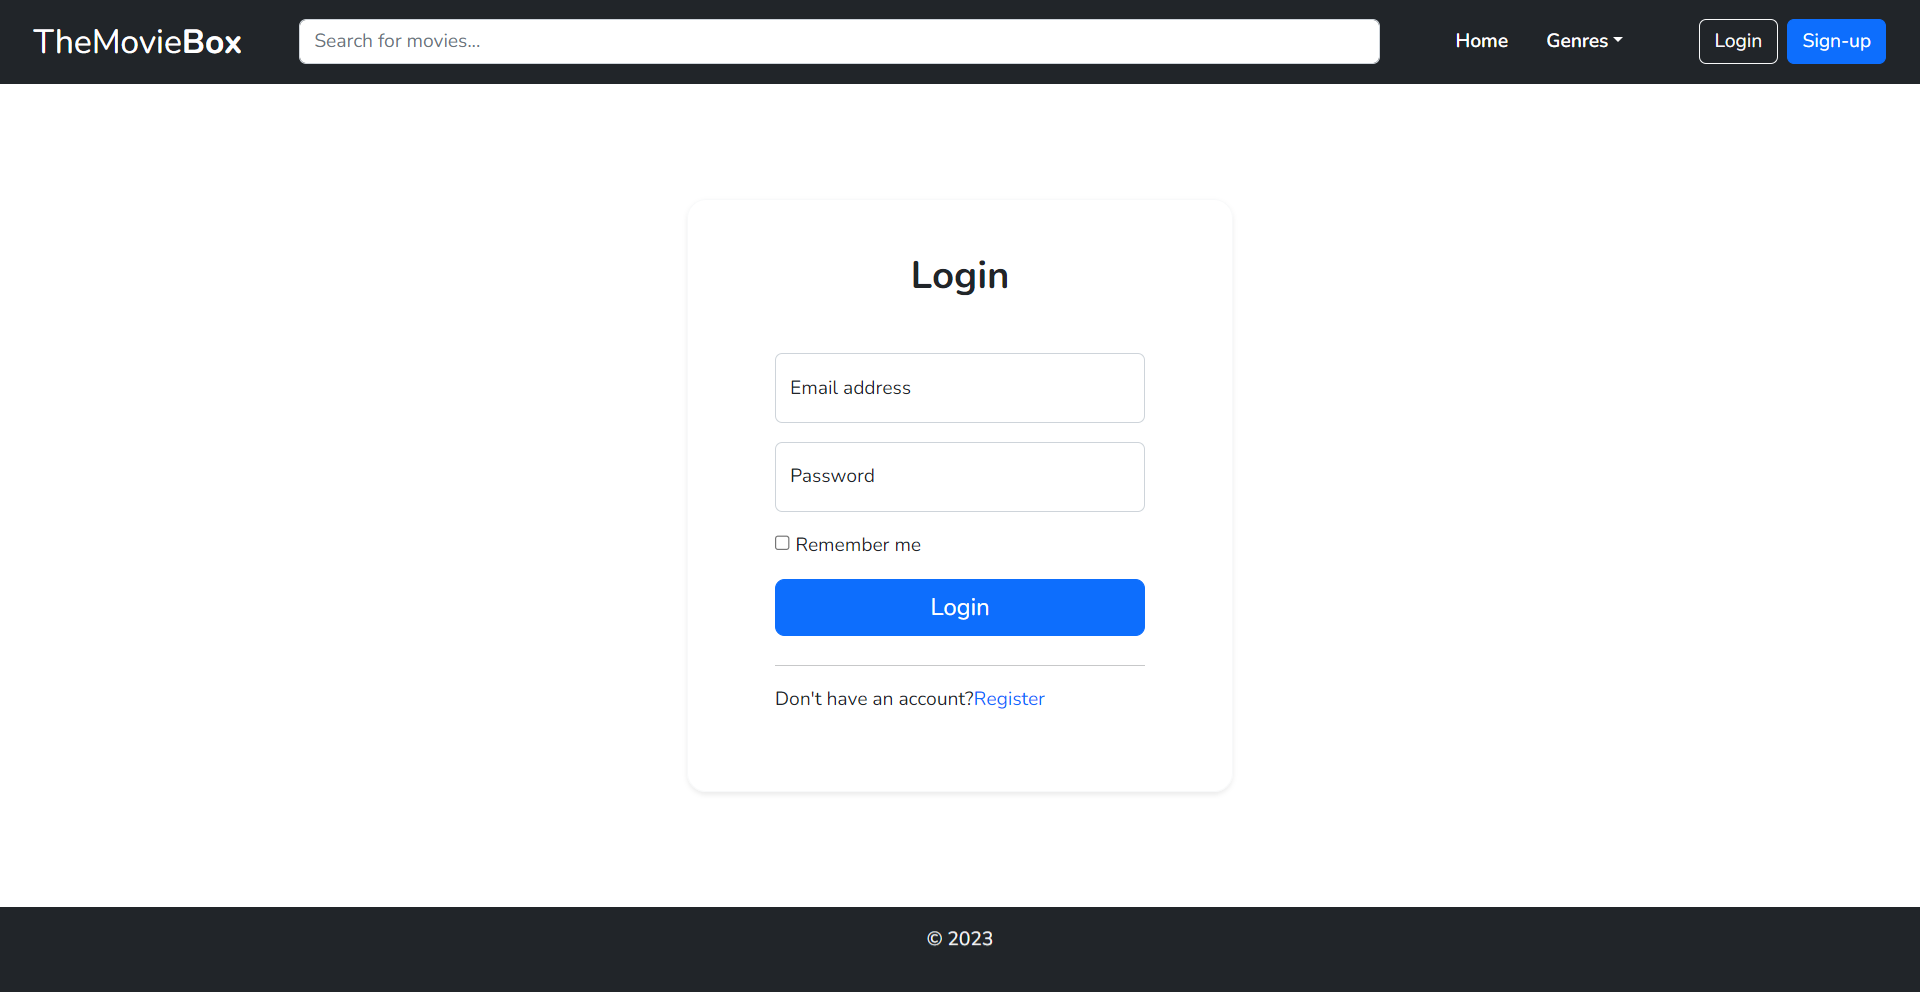 TheMovieBox
Search for movies...
Home
Genres
Login
Sign-up
Login
Email address
Password
Remember me
Login
Don't have an account?Register
© 2023